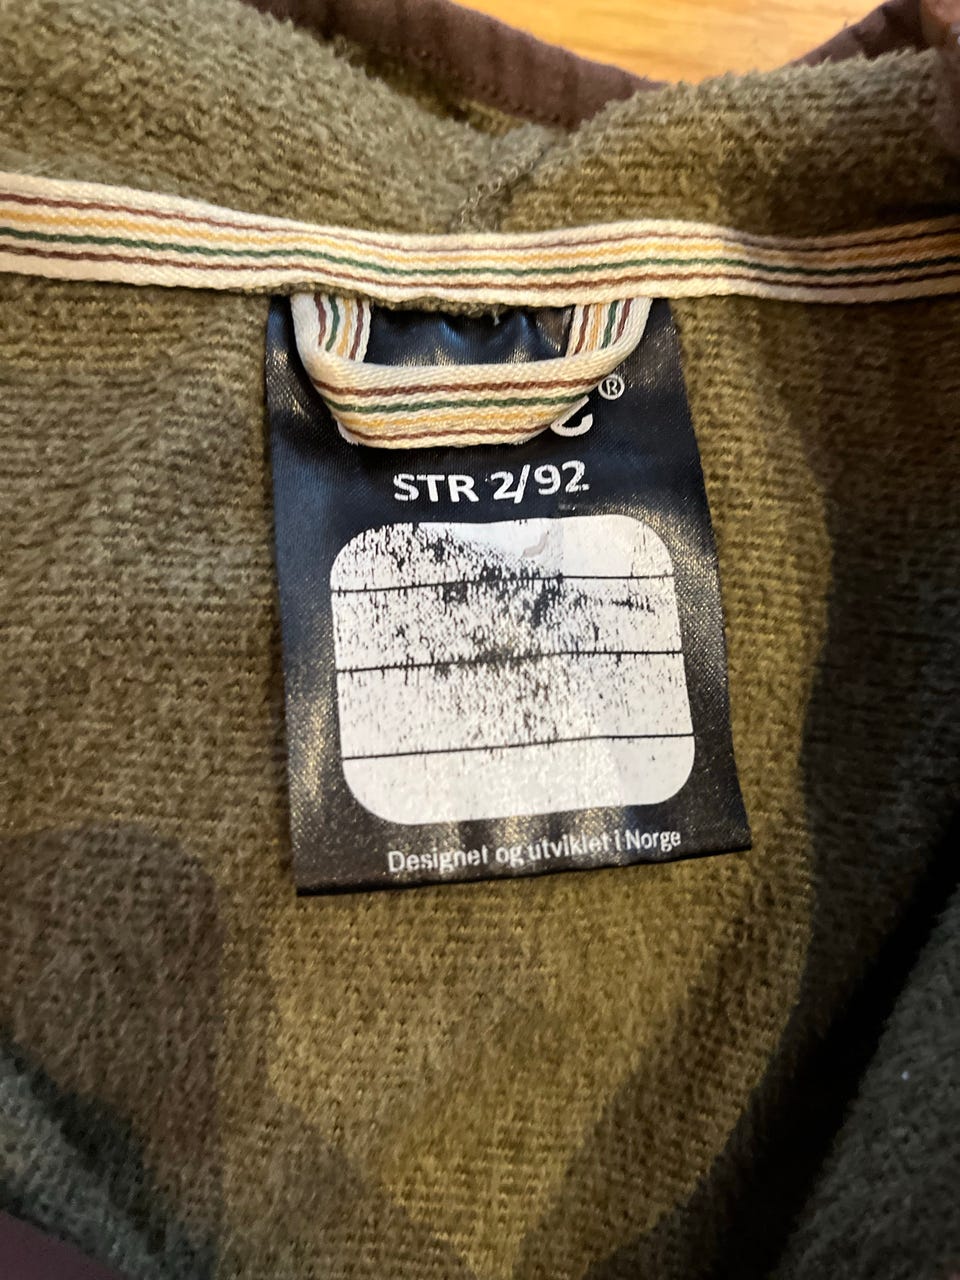 ®
STR 2/92
Designet og utviklet i Norge